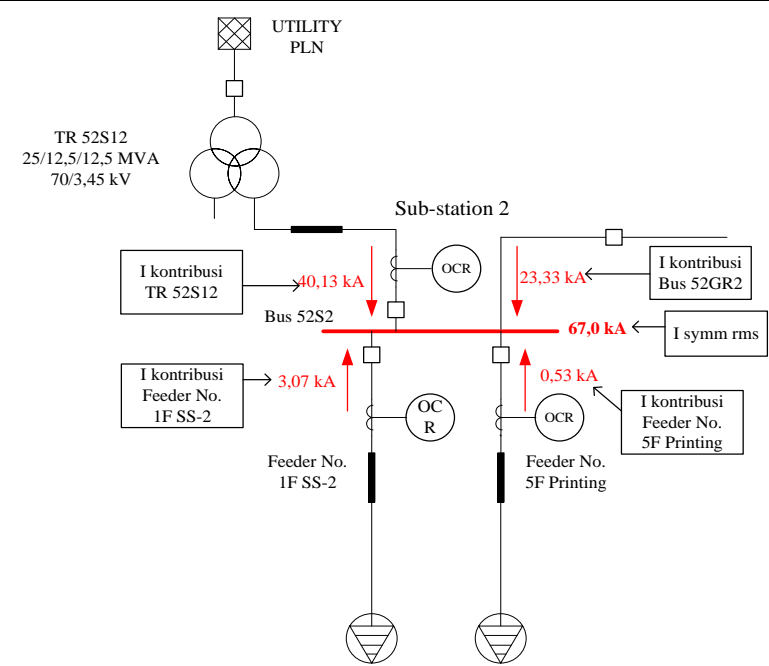 UTILITY
PLN
TR 52S12
25/12,5/12,5 MVA
70/3,45 kV
Sub-station 2
I kontribusi
TR 52S12
40,13 kA
OCR
23,33 kA
I kontribusi
Bus 52GR2
Bus 52S2
67,0 kA
I symm rms
I kontribusi
Feeder No.
1F SS-2
3,07 kA
0,53 kA
I kontribusi
Feeder No.
5F Printing
OC
R
OCR
Feeder No.
1F SS-2
Feeder No.
5F Printing